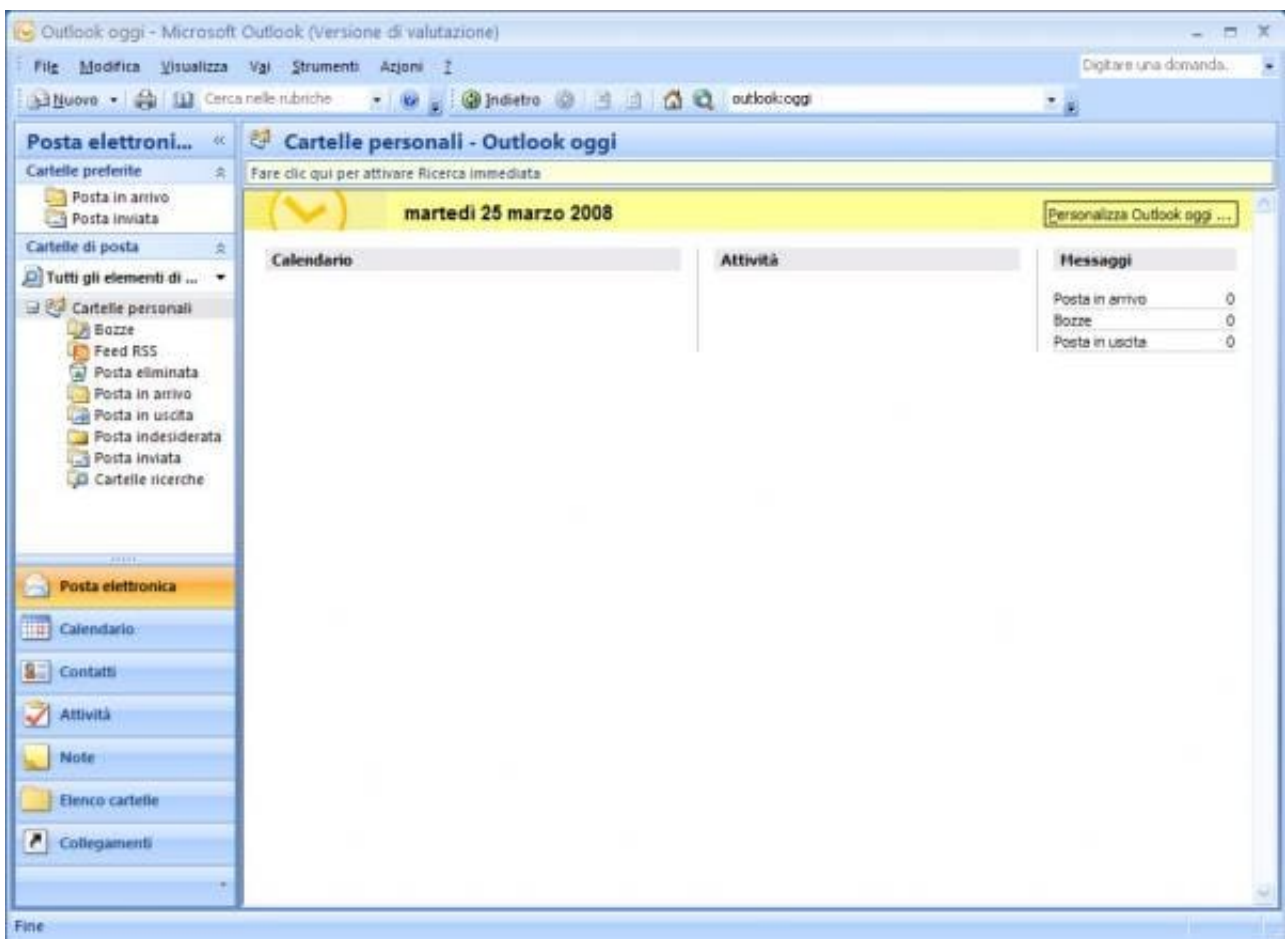 Outlook oggi - Microsoft Outlook (Versione di valutazione)
File Modifica Visualizza Vai Strumenti Azioni ? Digitare una domanda.
Nuovo Cerca nelle rubriche Indietro outlook:oggi
Posta elettroni... « Cartelle personali - Outlook oggi
Cartelle preferite Fare clic qui per attivare Ricerca immediata
Posta in arrivo
Posta inviata
martedì 25 marzo 2008 Personalizza Outlook oggi ...
Cartelle di posta
Calendario Attività Messaggi
Tutti gli elementi di ...
Cartelle personali
Bozze
Feed RSS
Posta eliminata
Posta in arrivo
Posta in uscita
Posta indesiderata
Posta inviata
Cartelle ricerche
Posta in arrivo 0
Bozze 0
Posta in uscita 0
Posta elettronica
Calendario
Contatti
Attività
Note
Elenco cartelle
Collegamenti
Fine